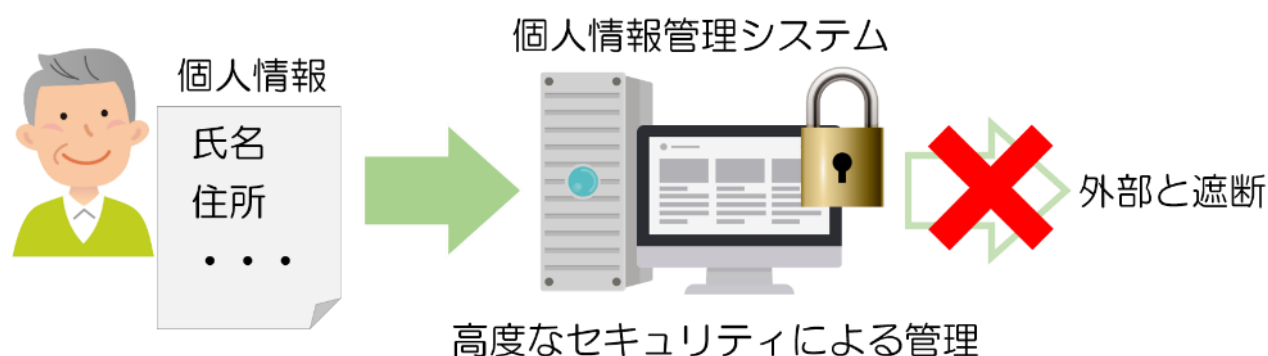 個人情報管理システム
個人情報
氏名
住所
・・・
外部と遮断
高度なセキュリティによる管理